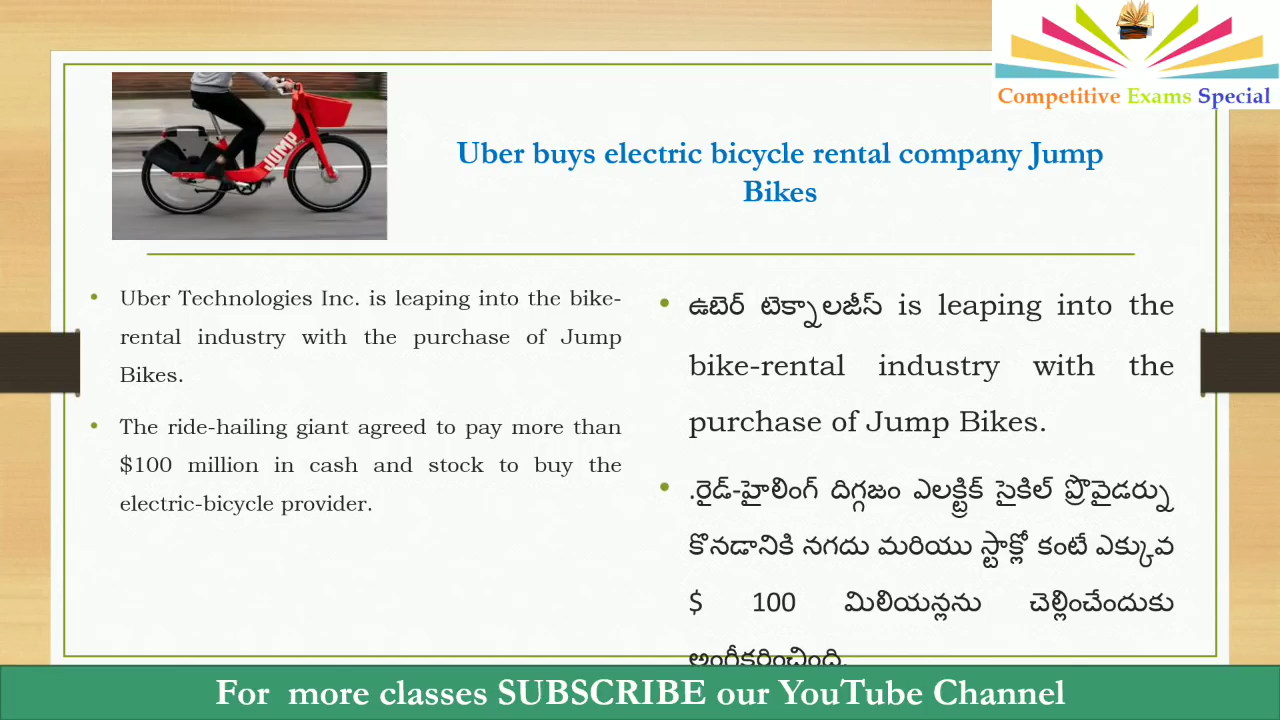 Competitive Exams Special
JUMP
Uber buys electric bicycle rental company Jump
Bikes
• Uber Technologies Inc. is leaping into the bike-
rental industry with the purchase of Jump
Bikes.
• The ride-hailing giant agreed to pay more than
$100 million in cash and stock to buy the
electric-bicycle provider.
• ఉబెర్ టెక్నాలజీస్ is leaping into the
bike-rental industry with the
purchase of Jump Bikes.
• .రైడ్-హైలింగ్ దిగ్గజం ఎలక్ట్రిక్ సైకిల్ ప్రొవైడర్ను
కొనడానికి నగదు మరియు స్టాక్లో కంటే ఎక్కువ
$ 100 మిలియన్లను చెల్లించేందుకు
అంగీకరించింది.
For more classes SUBSCRIBE our YouTube Channel